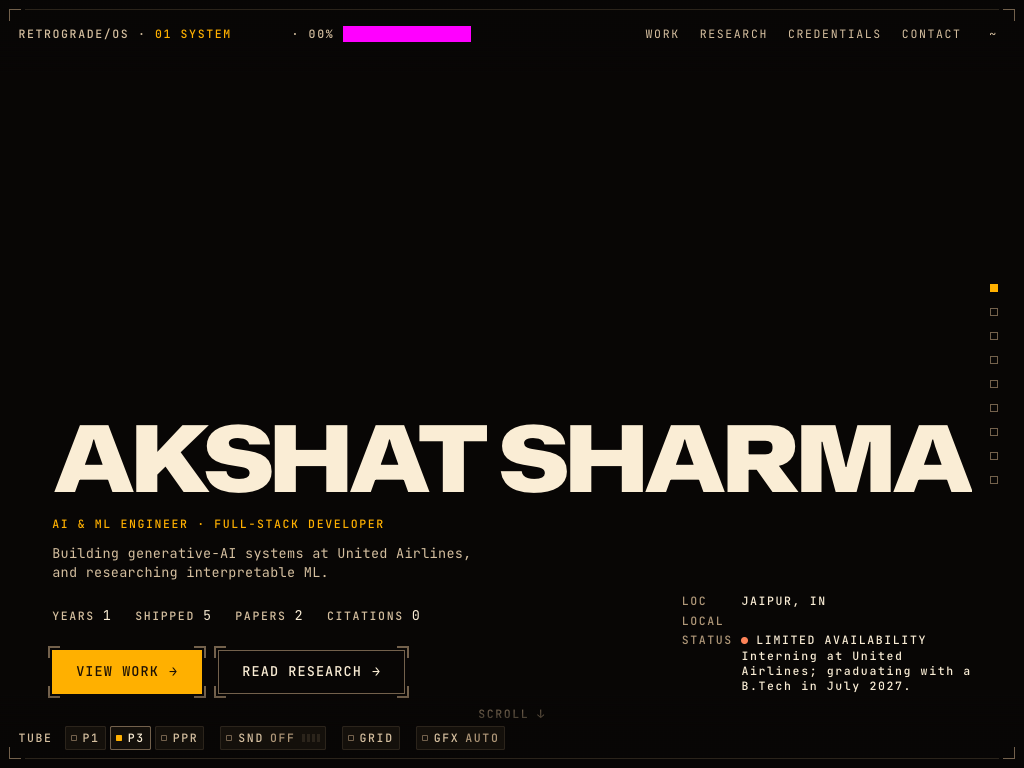 RETROGRADE/OS · 01 SYSTEM · 00%
WORK RESEARCH CREDENTIALS CONTACT ~
AKSHAT SHARMA
AI & ML ENGINEER · FULL-STACK DEVELOPER
Building generative-AI systems at United Airlines,
and researching interpretable ML.
YEARS 1 SHIPPED 5 PAPERS 2 CITATIONS 0
VIEW WORK →
READ RESEARCH →
LOC JAIPUR, IN
LOCAL
STATUS ● LIMITED AVAILABILITY
Interning at United
Airlines; graduating with a
B.Tech in July 2027.
SCROLL ↓
TUBE P1 P3 PPR SND OFF GRID GFX AUTO